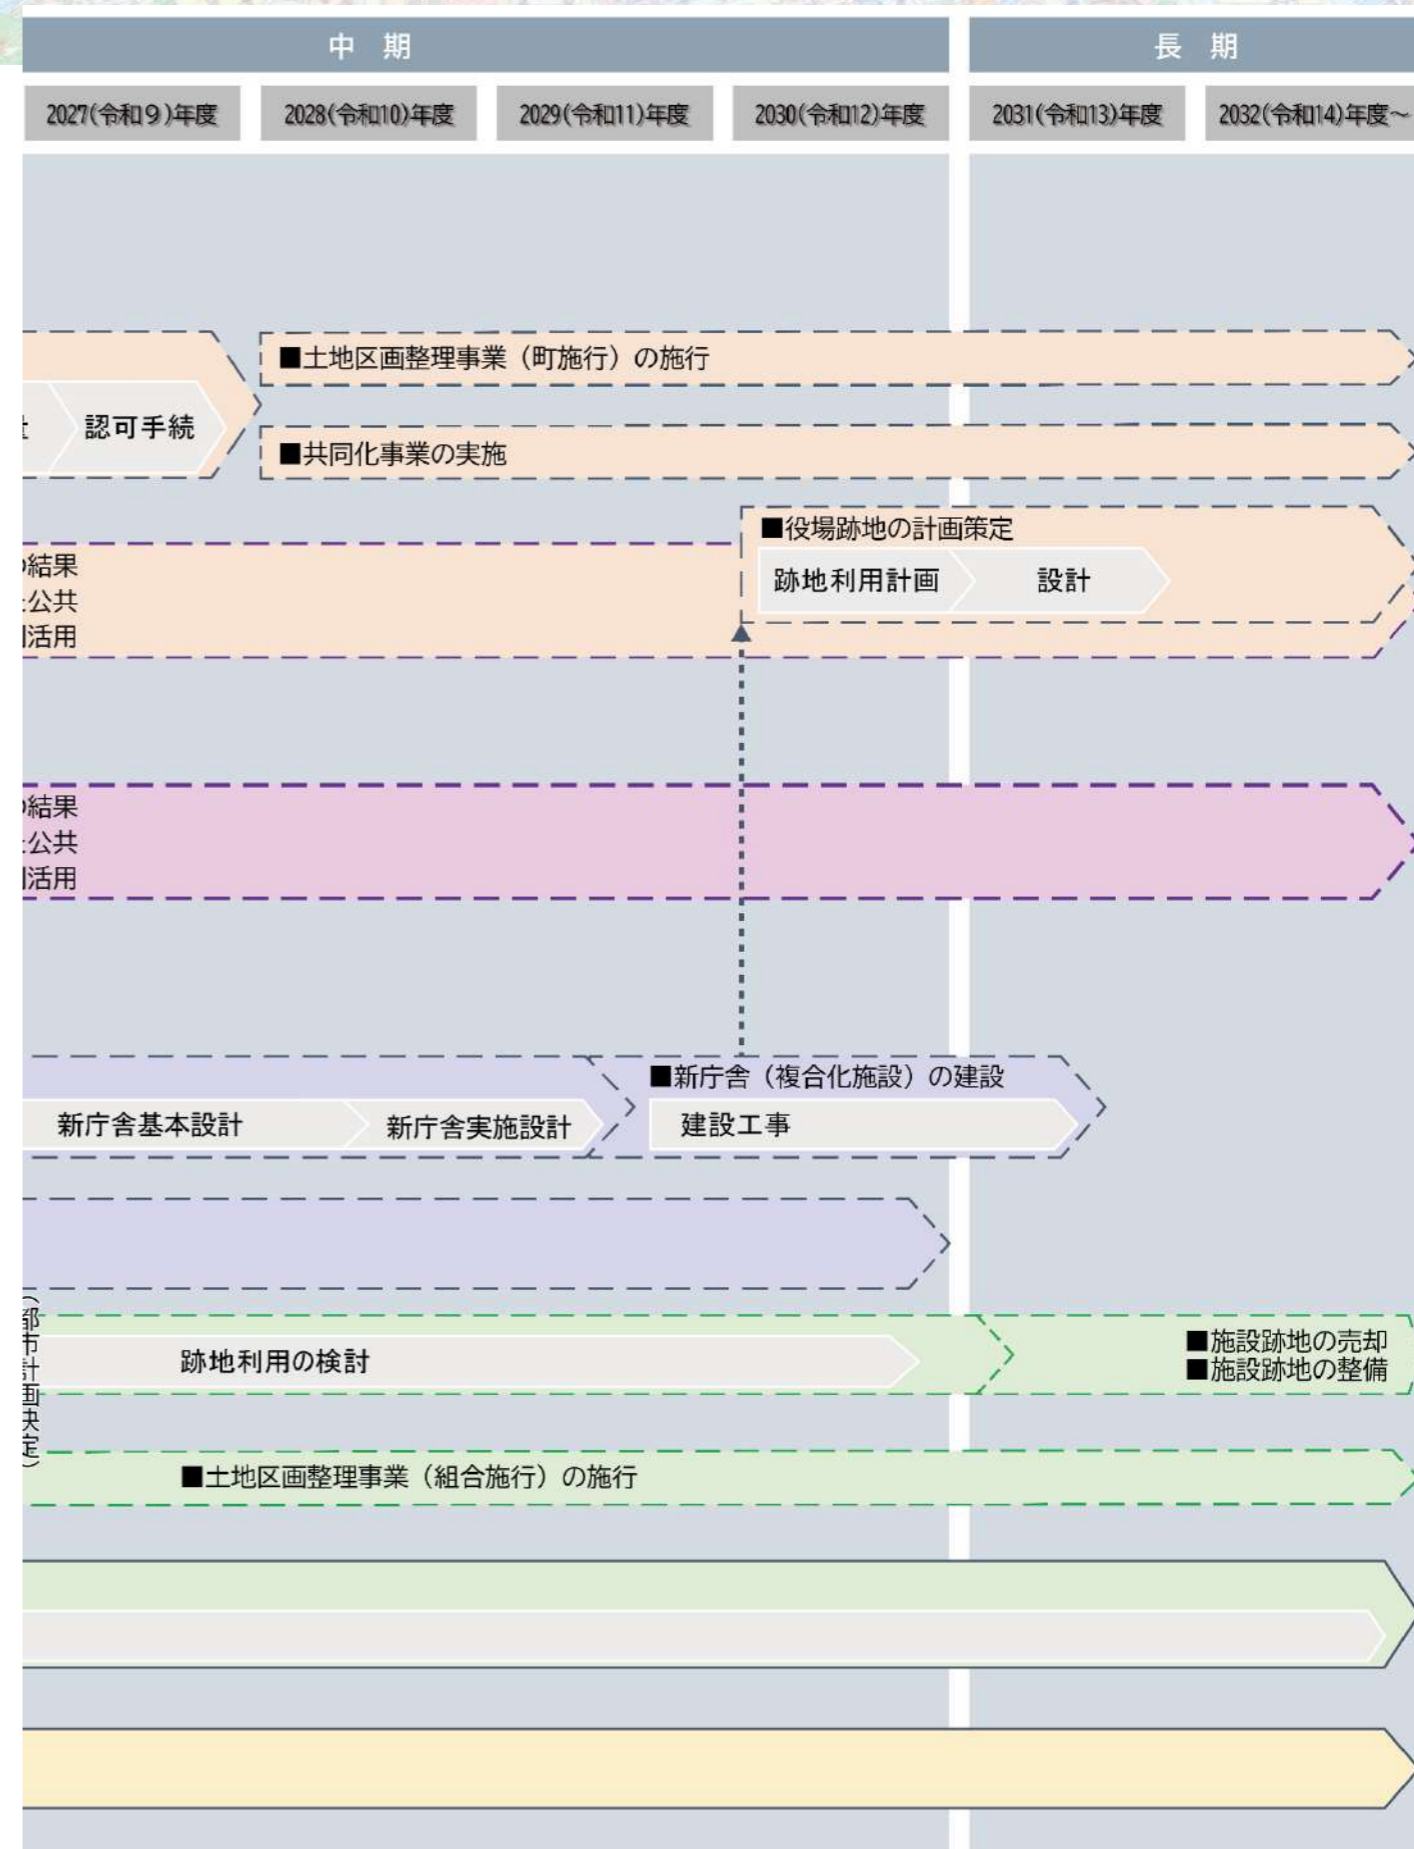 中 期
長 期
2027(令和９)年度
2028(令和10)年度
2029(令和11)年度
2030(令和12)年度
2031(令和13)年度
2032(令和14)年度～
■土地区画整理事業（町施行）の施行
認可手続
■共同化事業の実施
■役場跡地の計画策定
跡地利用計画
設計
結果
公共
活用
結果
公共
活用
■新庁舎（複合化施設）の建設
新庁舎基本設計
新庁舎実施設計
建設工事
（都市計画決定）
跡地利用の検討
■施設跡地の売却
■施設跡地の整備
■土地区画整理事業（組合施行）の施行